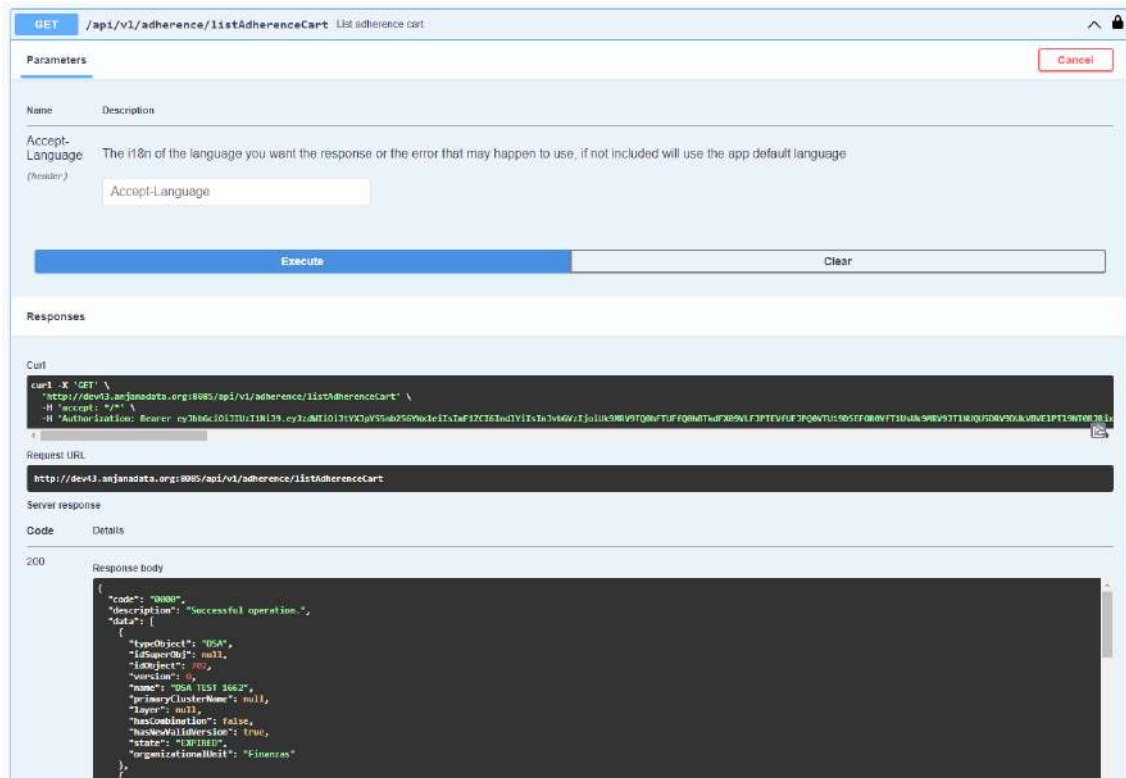 GET /api/v1/adherence/listAdherenceCart List adherence cart
Parameters
Cancel
Name Description
Accept-
Language
(header)
The i18n of the language you want the response or the error that may happen to use, if not included will use the app default language
Accept-Language
Execute
Clear
Responses
Curl
curl -X 'GET' \
'http://dev43.anjanadata.org:8085/api/v1/adherence/listAdherenceCart' \
-H 'accept: */*' \
-H 'Authorization: Bearer
Request URL
http://dev43.anjanadata.org:8085/api/v1/adherence/listAdherenceCart
Server response
Code Details
200
Response body
{
"code": "0000",
"description": "Successful operation.",
"data": [
{
"typeObject": "DSA",
"idSuperObj": null,
"idObject": 702,
"version": 0,
"name": "DSA TEST 1662",
"primaryClusterName": null,
"layer": null,
"hasCombination": false,
"hasNewValidVersion": true,
"state": "EXPIRED",
"organizationalUnit": "Finanzas"
},
{